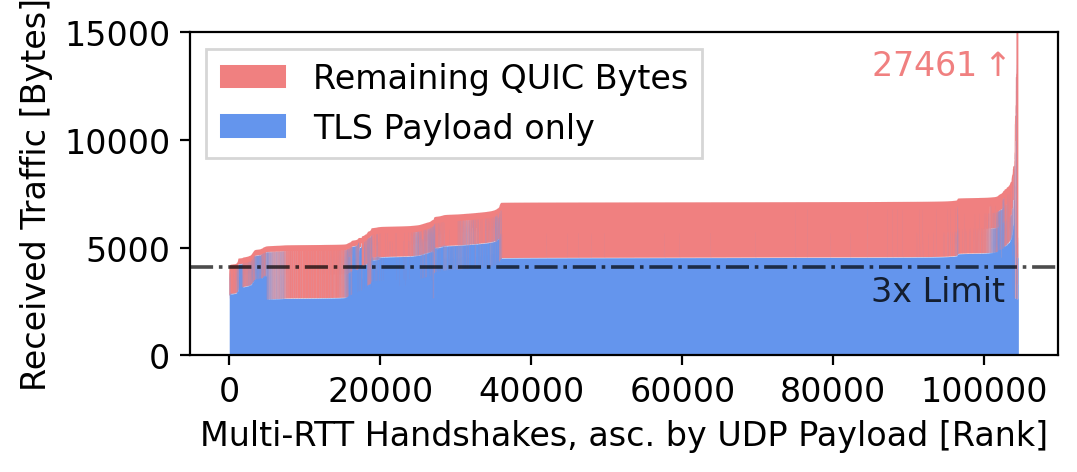 Received Traffic [Bytes]
15000
10000
5000
0
Remaining QUIC Bytes
TLS Payload only
27461 ↑
3x Limit
0 20000 40000 60000 80000 100000
Multi-RTT Handshakes, asc. by UDP Payload [Rank]